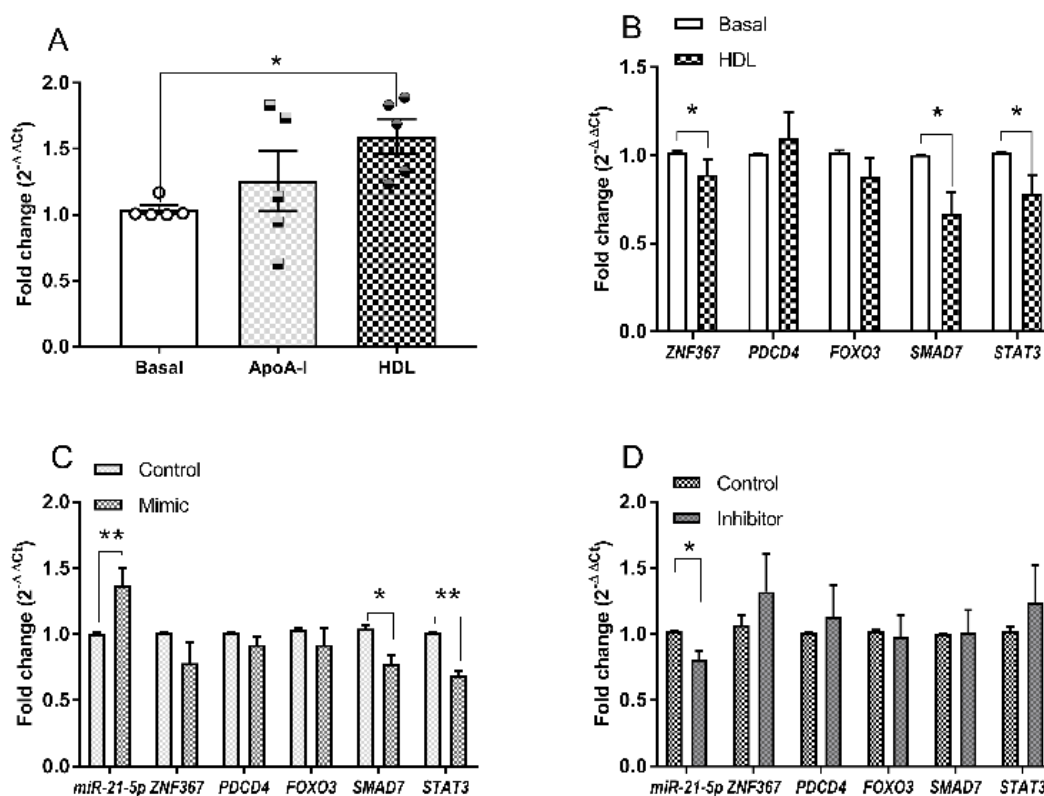 A
*
Fold change (2-Δ ΔCt)
2.0
1.5
1.0
0.5
0.0
Basal ApoA-I HDL
B
Basal
HDL
Fold change (2-Δ ΔCt)
1.5
1.0
0.5
0.0
* * *
ZNF367 PDCD4 FOXO3 SMAD7 STAT3
C
Control
Mimic
Fold change (2-Δ ΔCt)
2.0
1.5
1.0
0.5
0.0
** * **
miR-21-5p ZNF367 PDCD4 FOXO3 SMAD7 STAT3
D
Control
Inhibitor
Fold change (2-Δ ΔCt)
2.0
1.5
1.0
0.5
0.0
*
miR-21-5p ZNF367 PDCD4 FOXO3 SMAD7 STAT3